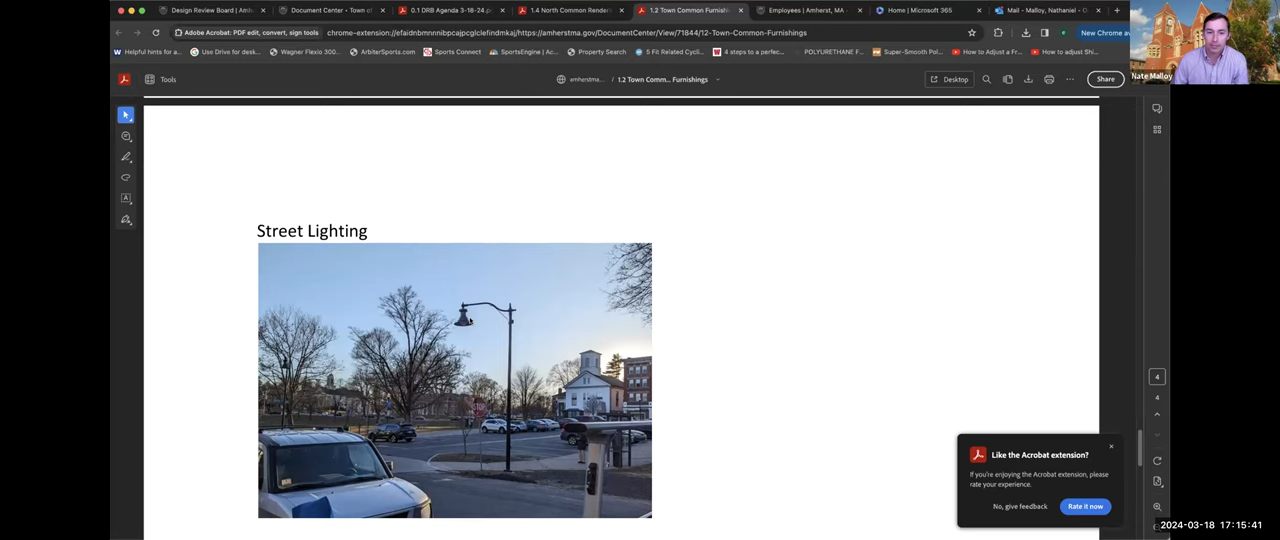 Design Review Board | Am
Document Center • Town of
0.1 DRB Agenda 3-18-24.p
1.4 North Common Render
1.2 Town Common Furnish
Employees | Amherst, MA
Home | Microsoft 365
Mail - Malloy, Nathaniel - O
Adobe Acrobat: PDF edit, convert, sign tools
chrome-extension://efaidnbmnnnibpcajpcglclefindmkaj/https://amherstma.gov/DocumentCenter/View/71844/12-Town-Common-Furnishings
New Chrome av
Helpful hints for a
Use Drive for desk
Wagner Flexio 300
ArbiterSports.com
Sports Connect
SportsEngine | A
Property Search
5 Fit Related Cycli
4 steps to a perfec
POLYURETHANE F
Super-Smooth Pol
How to Adjust a Fr
How to adjust Shi
Nate Malloy
Tools
amherstma... / 1.2 Town Comm... Furnishings
Desktop
Share
Street Lighting
STOP
4
4
Like the Acrobat extension?
If you're enjoying the Acrobat extension, please
rate your experience.
No, give feedback
Rate it now
2024-03-18 17:15:41